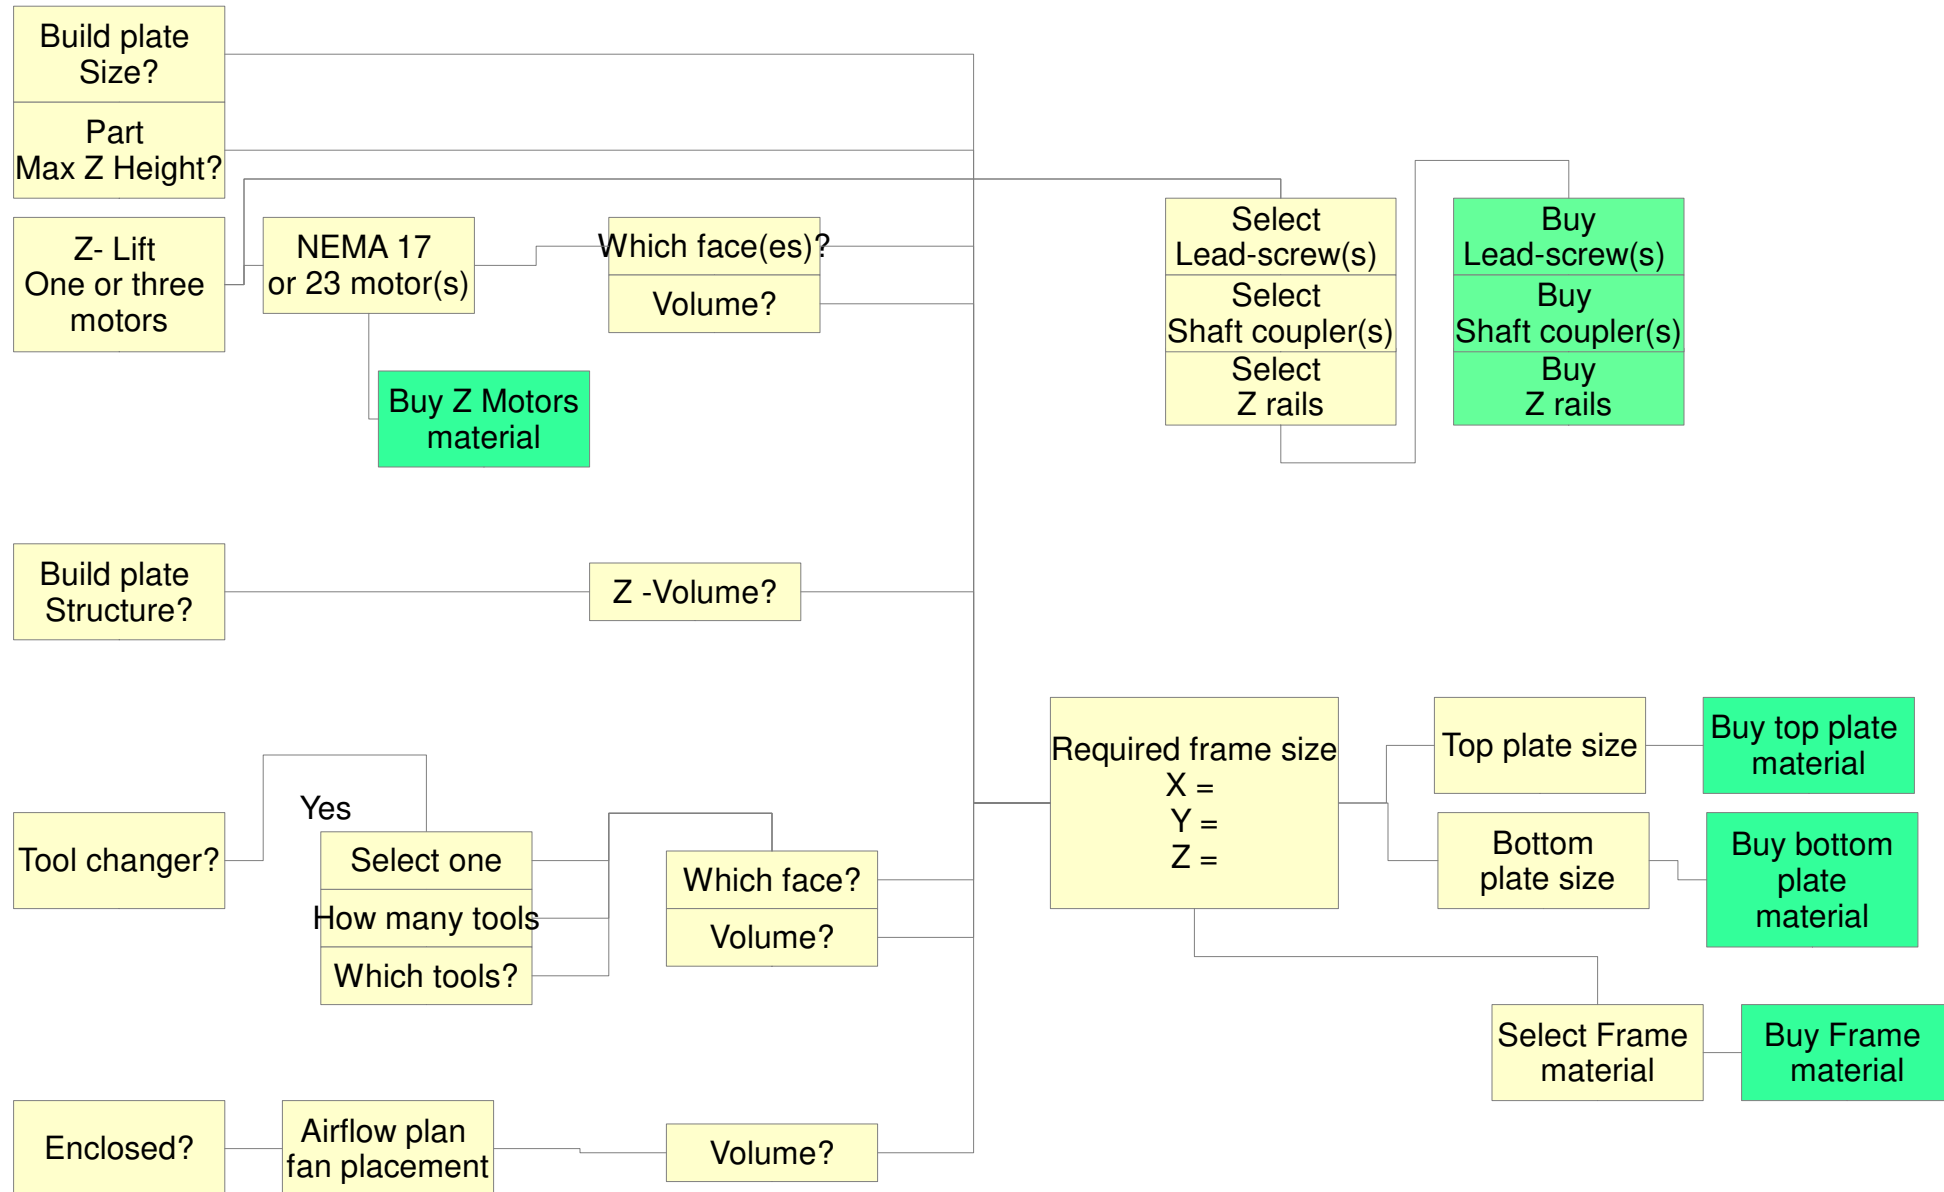 Build plate
Size?
Part
Max Z Height?
Z- Lift
One or three
motors
NEMA 17
or 23 motor(s)
Which face(es)?
Volume?
Buy Z Motors
material
Select
Lead-screw(s)
Select
Shaft coupler(s)
Select
Z rails
Buy
Lead-screw(s)
Buy
Shaft coupler(s)
Buy
Z rails
Build plate
Structure?
Z -Volume?
Tool changer?
Yes
Select one
How many tools
Which tools?
Which face?
Volume?
Required frame size
X =
Y =
Z =
Top plate size
Buy top plate
material
Bottom
plate size
Buy bottom
plate
material
Select Frame
material
Buy Frame
material
Enclosed?
Airflow plan
fan placement
Volume?